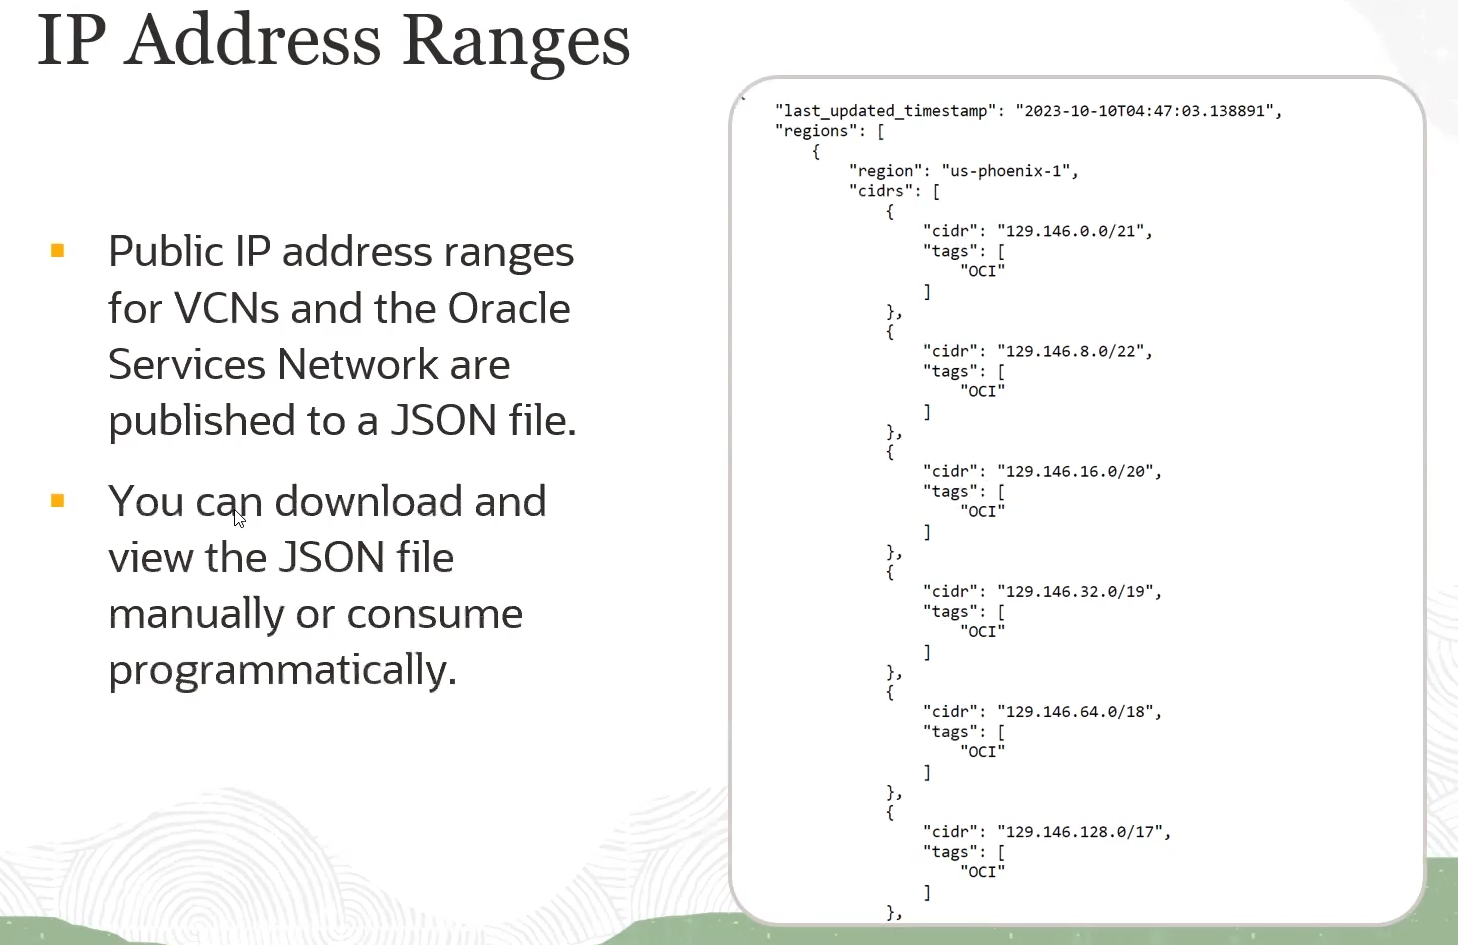 IP Address Ranges
Public IP address ranges
for VCNs and the Oracle
Services Network are
published to a JSON file.
You can download and
view the JSON file
manually or consume
programmatically.
"last_updated_timestamp": "2023-10-10T04:47:03.138891",
"regions": [
{
"region": "us-phoenix-1",
"cidrs": [
{
"cidr": "129.146.0.0/21",
"tags": [
"OCI"
]
},
{
"cidr": "129.146.8.0/22",
"tags": [
"OCI"
]
},
{
"cidr": "129.146.16.0/20",
"tags": [
"OCI"
]
},
{
"cidr": "129.146.32.0/19",
"tags": [
"OCI"
]
},
{
"cidr": "129.146.64.0/18",
"tags": [
"OCI"
]
},
{
"cidr": "129.146.128.0/17",
"tags": [
"OCI"
]
},